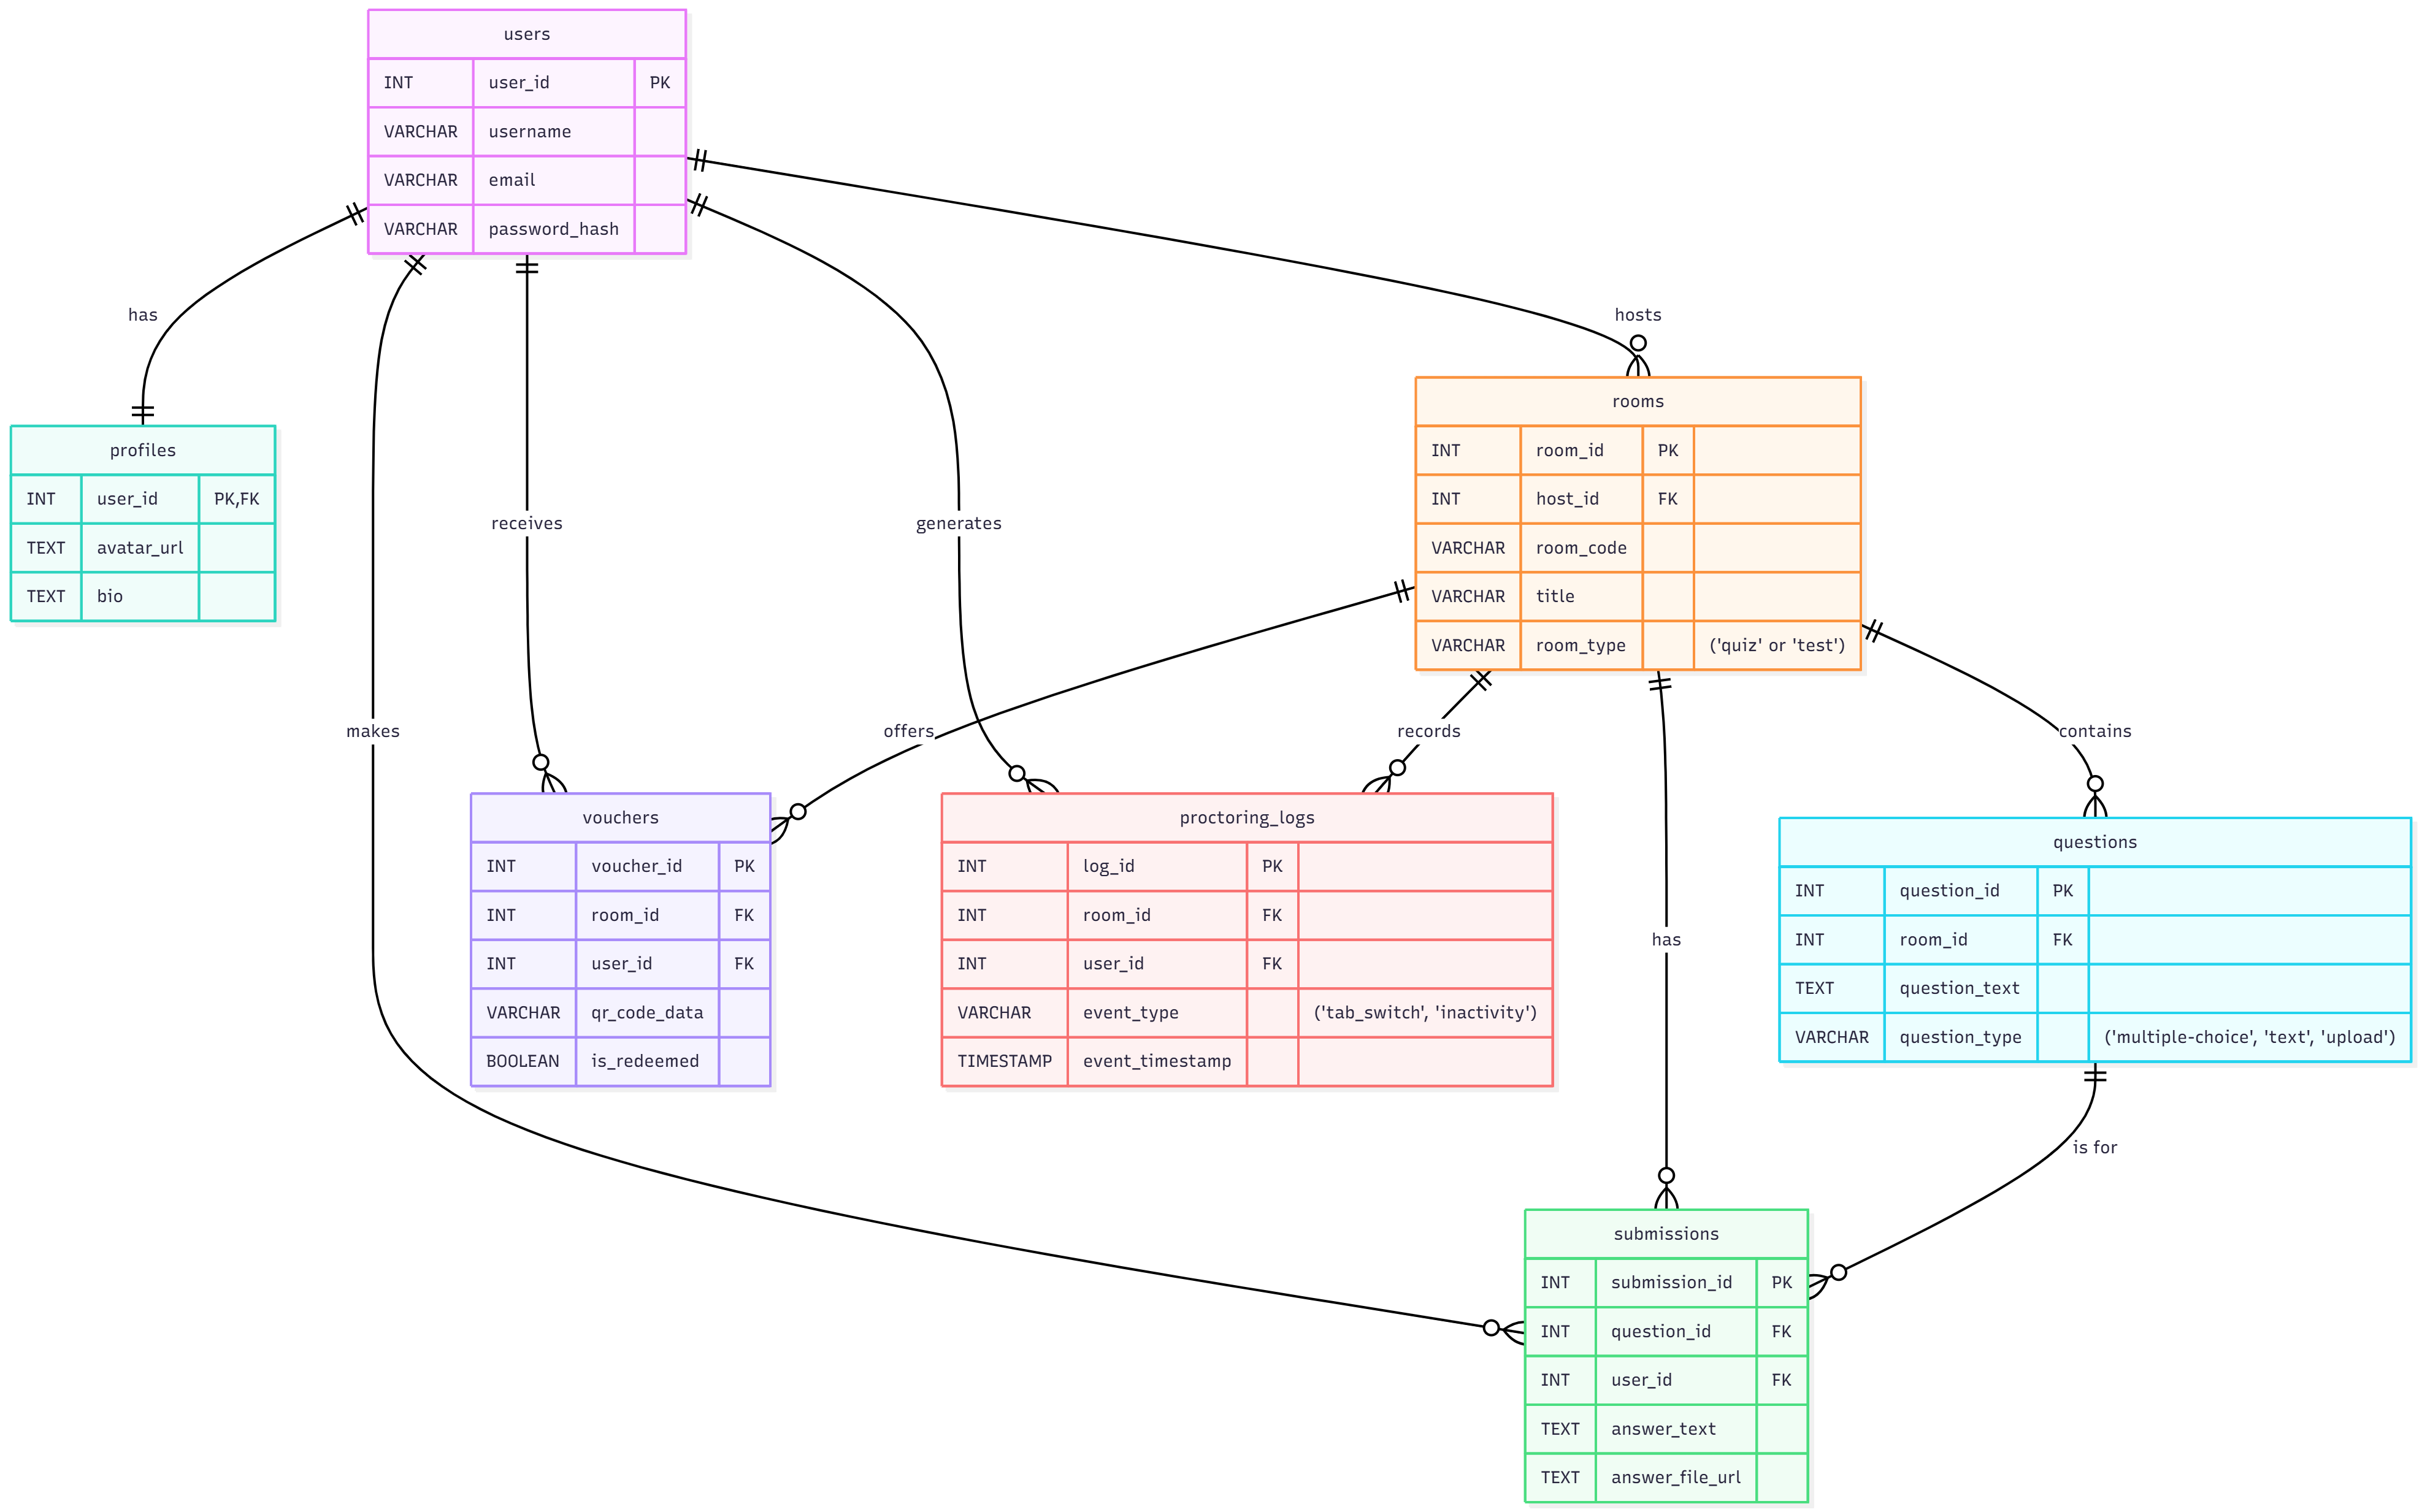 users
INT user_id PK
VARCHAR username
VARCHAR email
VARCHAR password_hash
has
hosts
profiles
INT user_id PK,FK
TEXT avatar_url
TEXT bio
receives
generates
rooms
INT room_id PK
INT host_id FK
VARCHAR room_code
VARCHAR title
VARCHAR room_type ('quiz' or 'test')
makes
offers
records
contains
vouchers
INT voucher_id PK
INT room_id FK
INT user_id FK
VARCHAR qr_code_data
BOOLEAN is_redeemed
proctoring_logs
INT log_id PK
INT room_id FK
INT user_id FK
VARCHAR event_type ('tab_switch', 'inactivity')
TIMESTAMP event_timestamp
has
questions
INT question_id PK
INT room_id FK
TEXT question_text
VARCHAR question_type ('multiple-choice', 'text', 'upload')
is for
submissions
INT submission_id PK
INT question_id FK
INT user_id FK
TEXT answer_text
TEXT answer_file_url